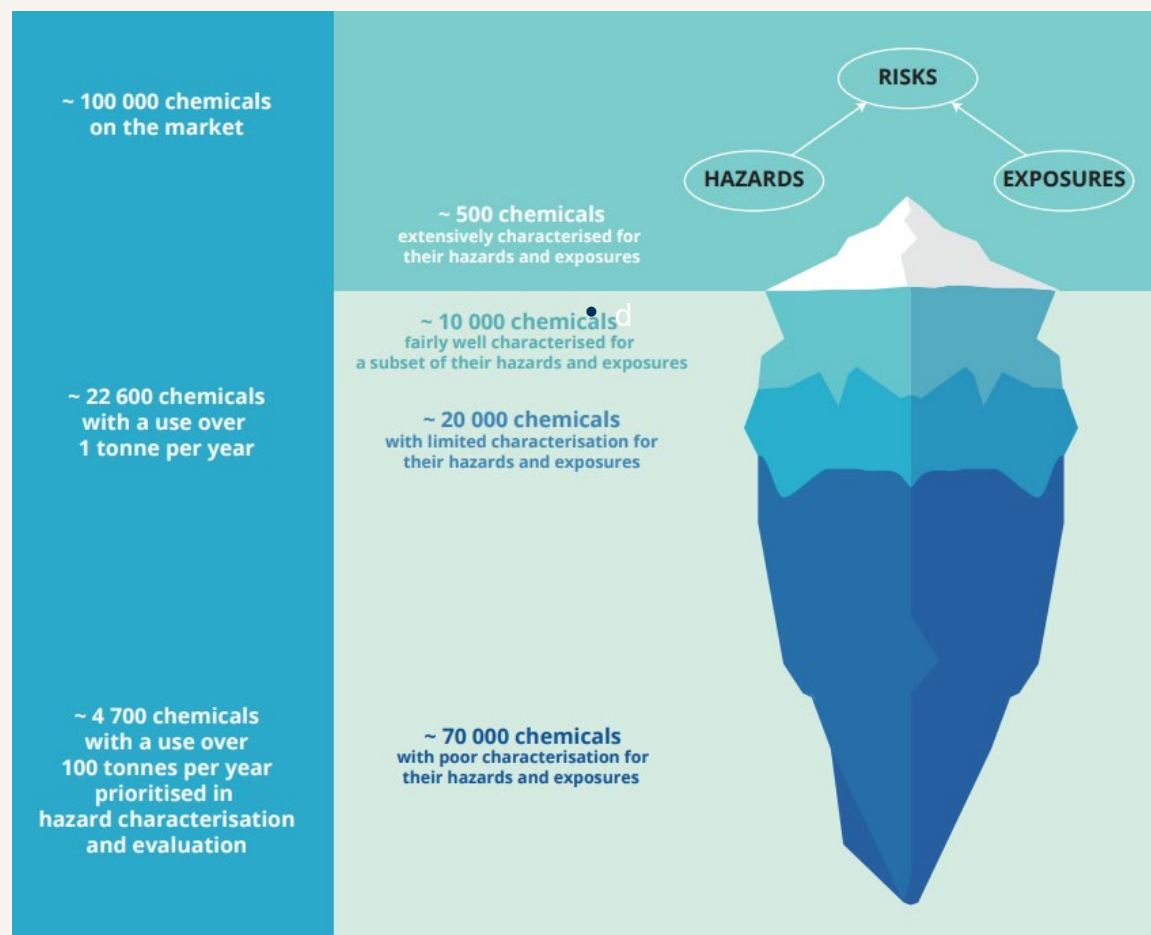 ~ 100 000 chemicals
on the market
~ 22 600 chemicals
with a use over
1 tonne per year
~ 4 700 chemicals
with a use over
100 tonnes per year
prioritised in
hazard characterisation
and evaluation
RISKS
HAZARDS
EXPOSURES
~ 500 chemicals
extensively characterised for
their hazards and exposures
• d
~ 10 000 chemicals
fairly well characterised for
a subset of their hazards and exposures
~ 20 000 chemicals
with limited characterisation for
their hazards and exposures
~ 70 000 chemicals
with poor characterisation for
their hazards and exposures